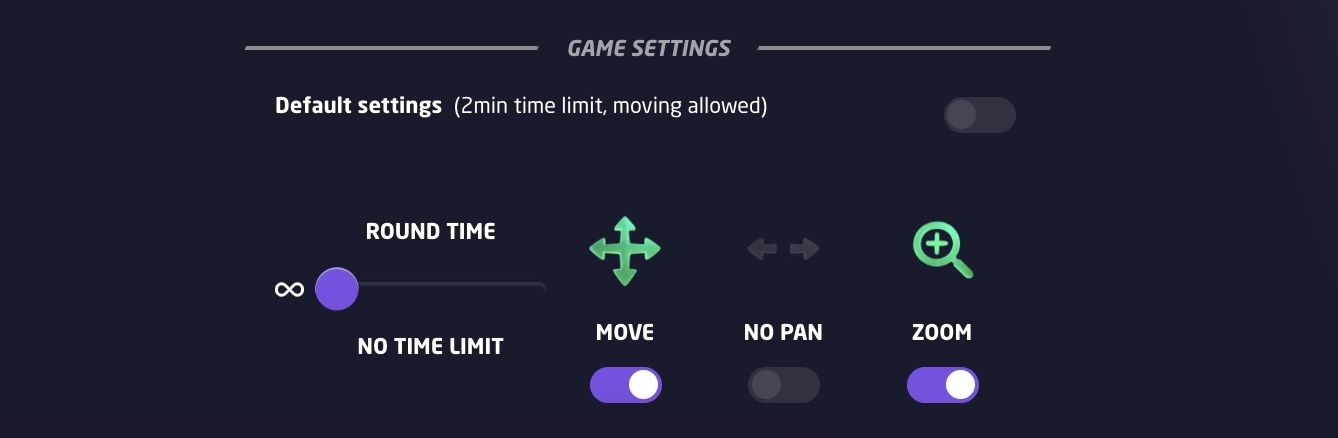 GAME SETTINGS
Default settings (2min time limit, moving allowed)
ROUND TIME
∞
NO TIME LIMIT
MOVE
NO PAN
ZOOM